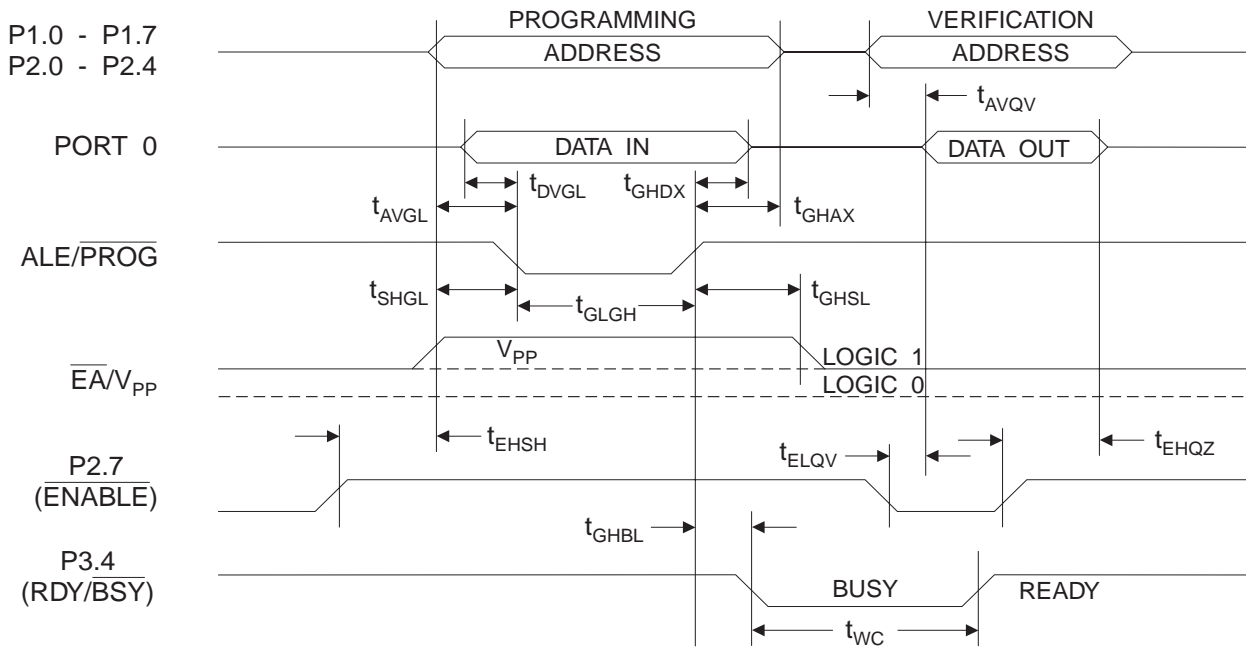 PROGRAMMING
VERIFICATION
P1.0 - P1.7
P2.0 - P2.4
ADDRESS
ADDRESS
tAVQV
PORT 0
DATA IN
DATA OUT
tDVGL
tGHDX
tAVGL
tGHAX
ALE/PROG
tSHGL
tGLGH
tGHSL
VPP
LOGIC 1
EA/VPP
LOGIC 0
tEHSH
tELQV
tEHQZ
P2.7
(ENABLE)
tGHBL
P3.4
(RDY/BSY)
BUSY
READY
tWC